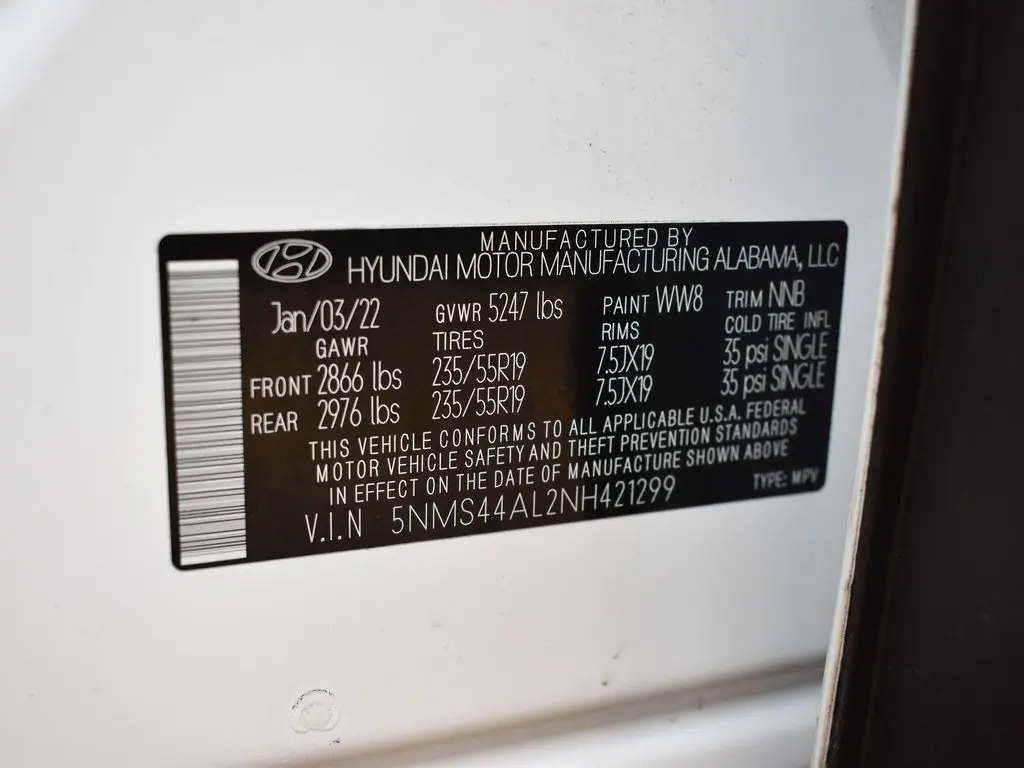 MANUFACTURED BY
HYUNDAI MOTOR MANUFACTURING ALABAMA, LLC
Jan/03/22 GVWR 5247 lbs PAINT WW8 TRIM NNB
GAWR TIRES RIMS COLD TIRE INFL
FRONT 2866 lbs 235/55R19 7.5JX19 35 psi SINGLE
REAR 2976 lbs 235/55R19 7.5JX19 35 psi SINGLE
THIS VEHICLE CONFORMS TO ALL APPLICABLE U.S.A. FEDERAL
MOTOR VEHICLE SAFETY AND THEFT PREVENTION STANDARDS
IN EFFECT ON THE DATE OF MANUFACTURE SHOWN ABOVE
V.I.N 5NMS44AL2NH421299 TYPE: MPV